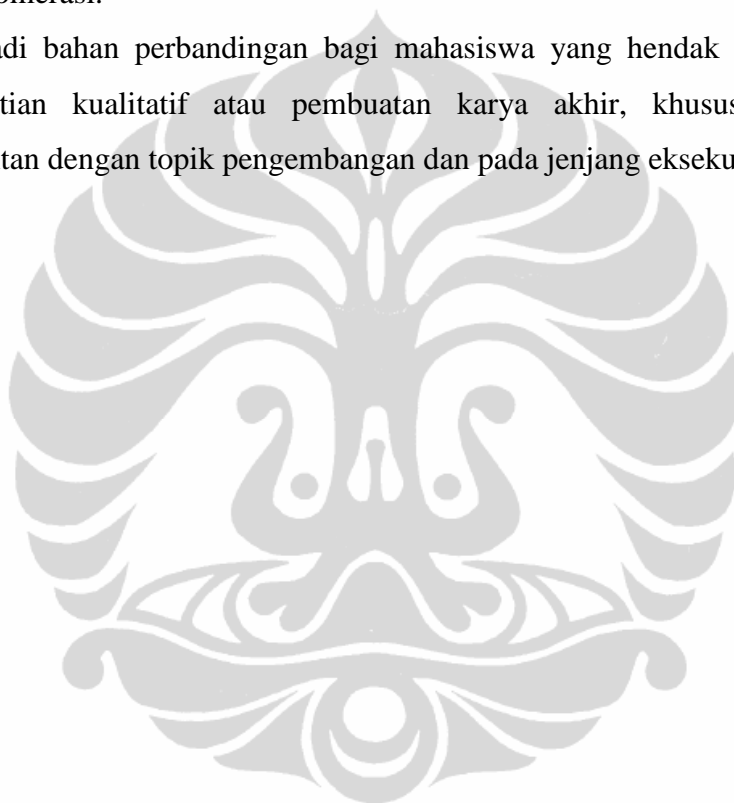 adi bahan perbandingan bagi mahasiswa yang hendak
tian kualitatif atau pembuatan karya akhir, khusus
tan dengan topik pengembangan dan pada jenjang ekseku